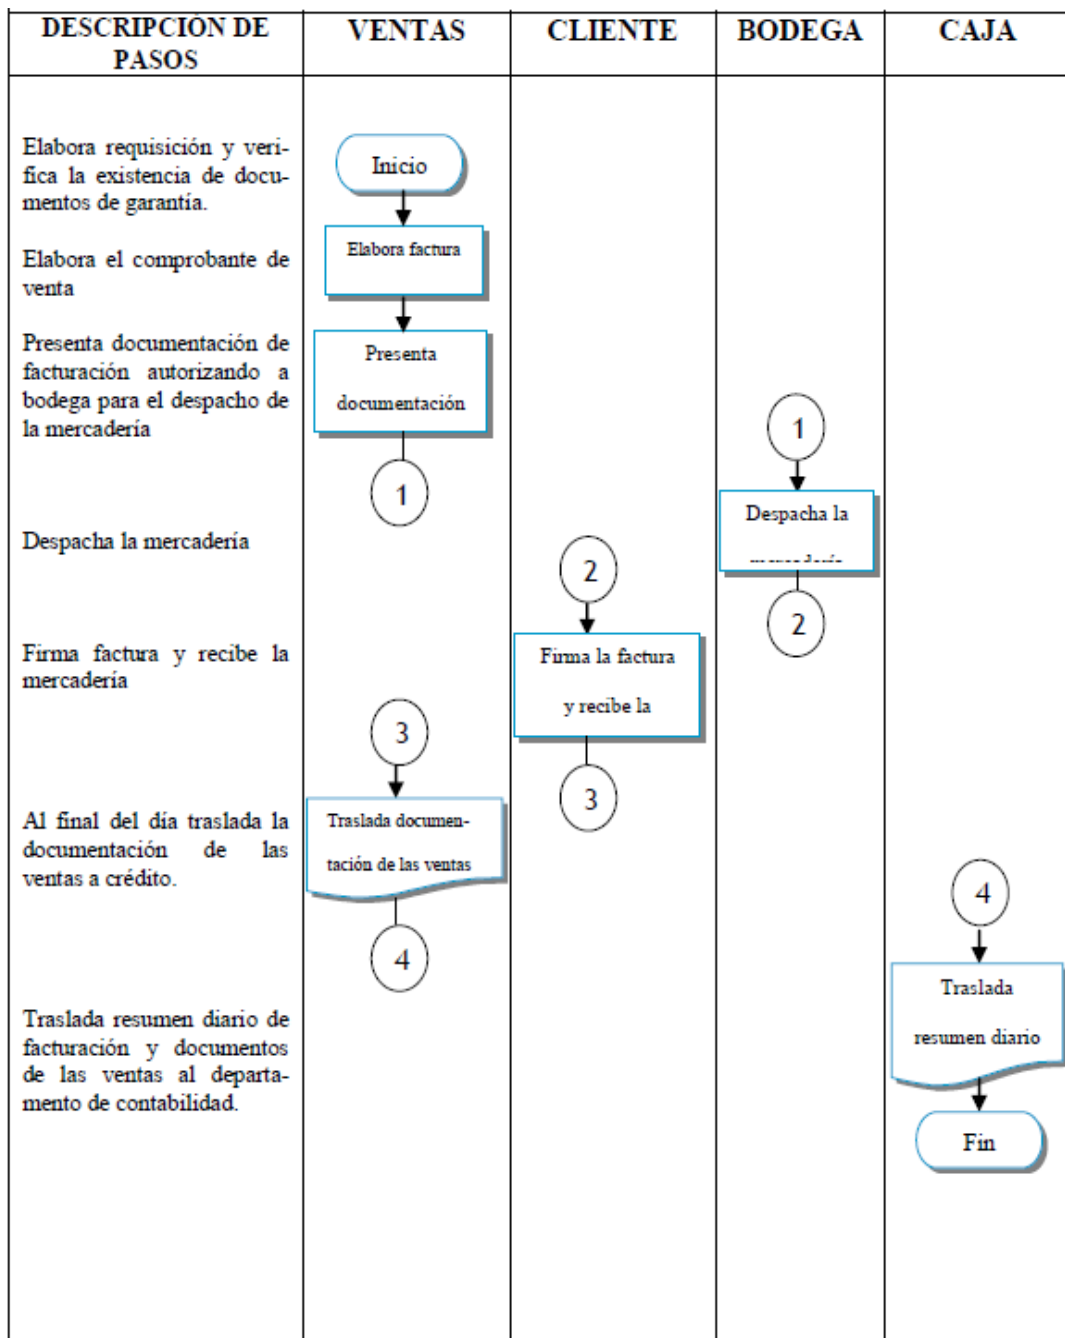 DESCRIPCIÓN DE
PASOS
VENTAS
CLIENTE
BODEGA
CAJA
Elabora requisición y veri-
fica la existencia de docu-
mentos de garantía.
Inicio
Elabora el comprobante de
venta
Elabora factura
Presenta documentación de
facturación autorizando a
bodega para el despacho de
la mercadería
Presenta
documentación
1
1
Despacha la mercadería
Despacha la
2
2
Firma factura y recibe la
mercadería
Firma la factura
y recibe la
3
3
Al final del día traslada la
documentación de las
ventas a crédito.
Traslada documen-
tación de las ventas
4
4
Traslada resumen diario de
facturación y documentos
de las ventas al departa-
mento de contabilidad.
Traslada
resumen diario
Fin